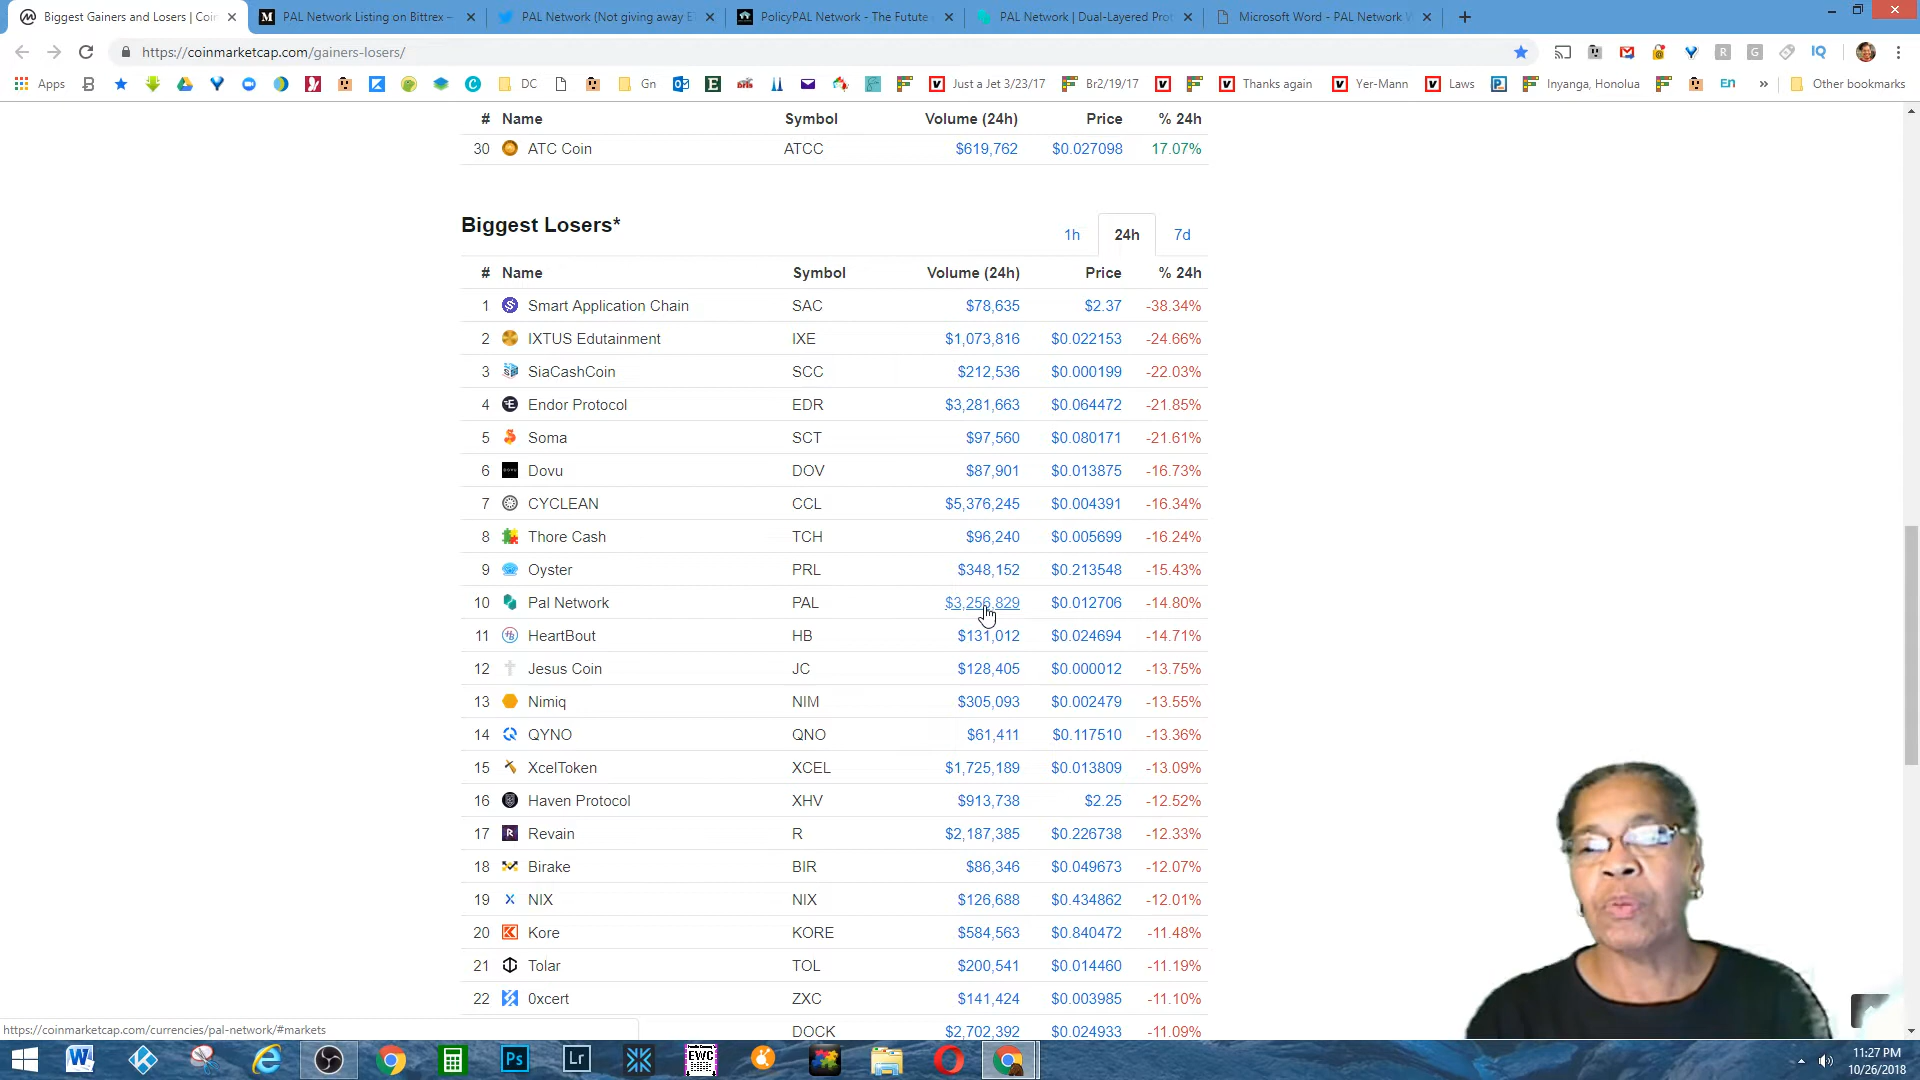 Biggest Gainers and Losers | Coin
PAL Network Listing on Bittrex –
PAL Network (Not giving away E
PolicyPAL Network - The Futute
PAL Network | Dual-Layered Prot
Microsoft Word - PAL Network W
https://coinmarketcap.com/gainers-losers/
Apps
DC
Gn
Just a Jet 3/23/17
Br2/19/17
Thanks again
Yer-Mann
Laws
Inyanga, Honolua
En
»
Other bookmarks
# Name Symbol Volume (24h) Price % 24h
30 ATC Coin ATCC $619,762 $0.027098 17.07%
Biggest Losers*
1h 24h 7d
# Name Symbol Volume (24h) Price % 24h
1 Smart Application Chain SAC $78,635 $2.37 -38.34%
2 IXTUS Edutainment IXE $1,073,816 $0.022153 -24.66%
3 SiaCashCoin SCC $212,536 $0.000199 -22.03%
4 Endor Protocol EDR $3,281,663 $0.064472 -21.85%
5 Soma SCT $97,560 $0.080171 -21.61%
6 Dovu DOV $87,901 $0.013875 -16.73%
7 CYCLEAN CCL $5,376,245 $0.004391 -16.34%
8 Thore Cash TCH $96,240 $0.005699 -16.24%
9 Oyster PRL $348,152 $0.213548 -15.43%
10 Pal Network PAL $3,256,829 $0.012706 -14.80%
11 HeartBout HB $131,012 $0.024694 -14.71%
12 Jesus Coin JC $128,405 $0.000012 -13.75%
13 Nimiq NIM $305,093 $0.002479 -13.55%
14 QYNO QNO $61,411 $0.117510 -13.36%
15 XcelToken XCEL $1,725,189 $0.013809 -13.09%
16 Haven Protocol XHV $913,738 $2.25 -12.52%
17 Revain R $2,187,385 $0.226738 -12.33%
18 Birake BIR $86,346 $0.049673 -12.07%
19 NIX NIX $126,688 $0.434862 -12.01%
20 Kore KORE $584,563 $0.840472 -11.48%
21 Tolar TOL $200,541 $0.014460 -11.19%
22 0xcert ZXC $141,424 $0.003985 -11.10%
DOCK $2,702,392 $0.024933 -11.09%
https://coinmarketcap.com/currencies/pal-network/#markets
Ps
Lr
EWC
11:27 PM
10/26/2018